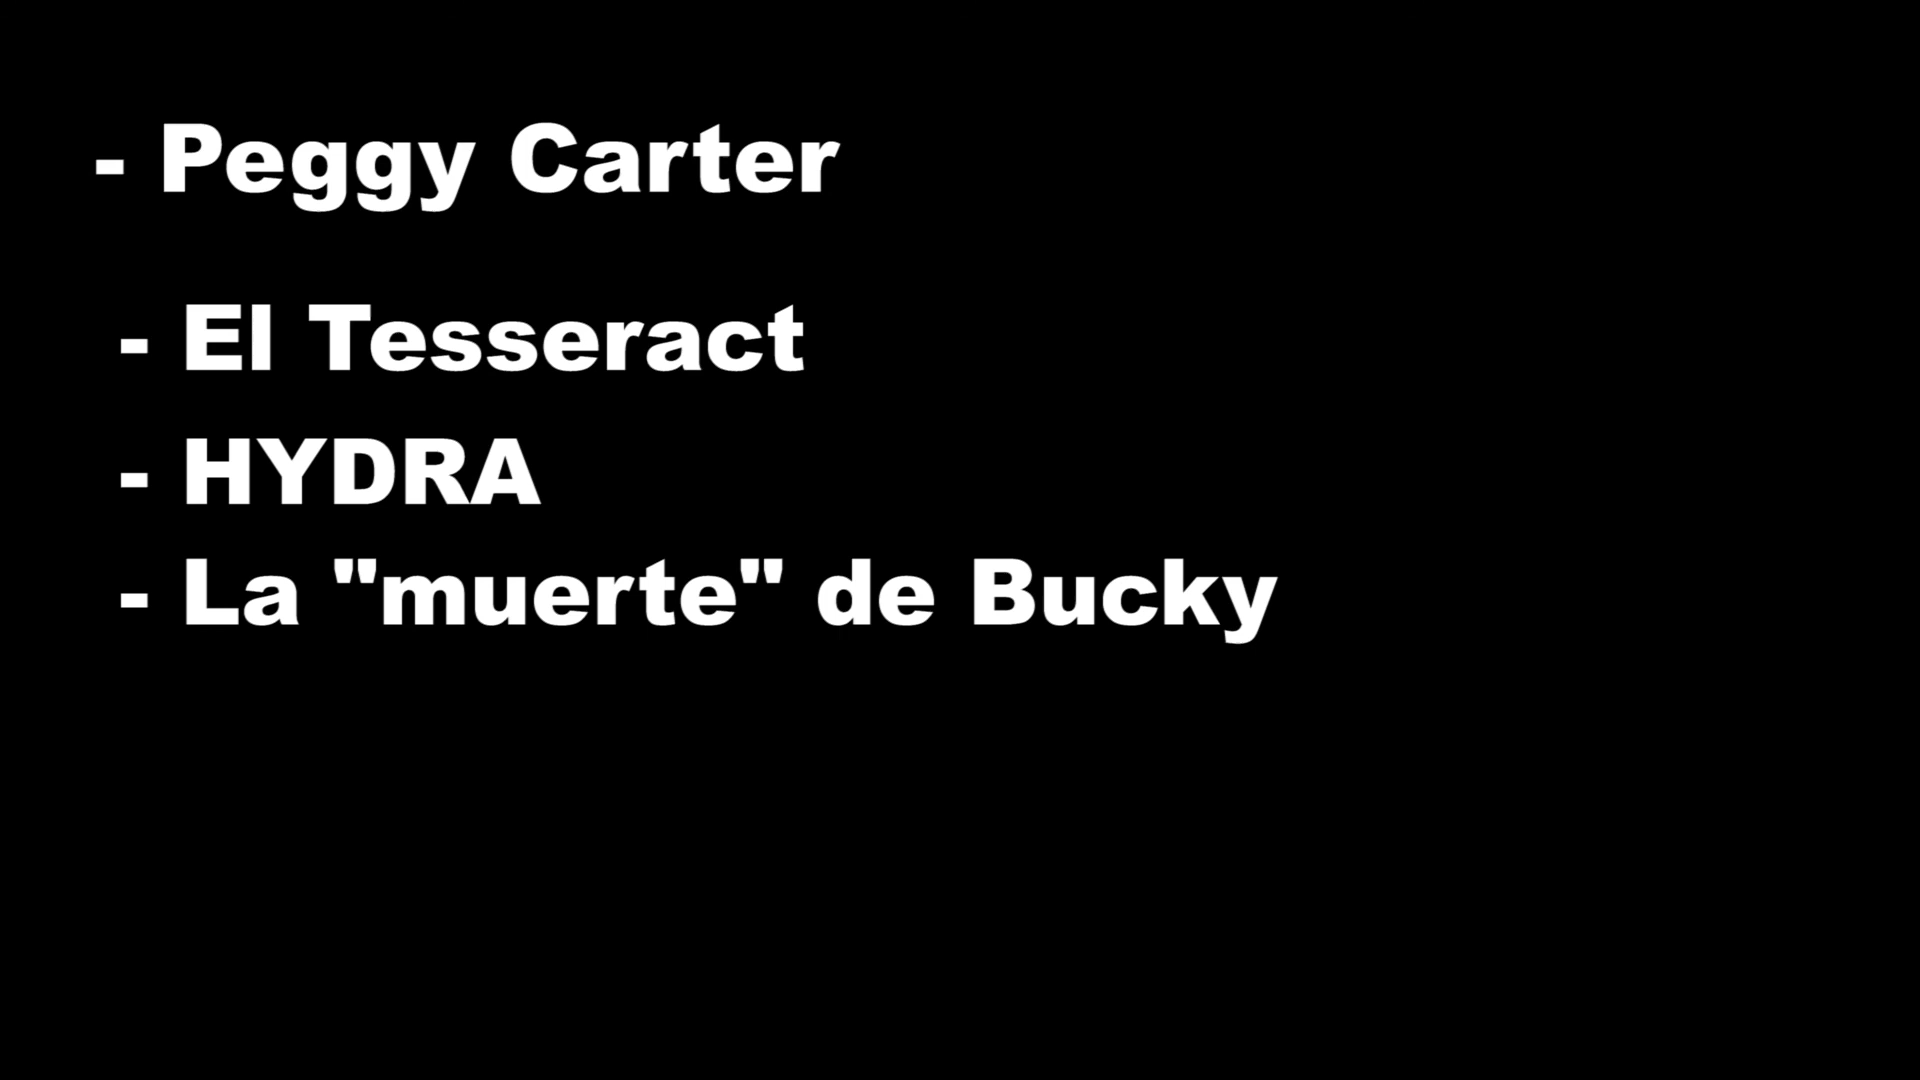 - Peggy Carter
- El Tesseract
- HYDRA
- La "muerte" de Bucky